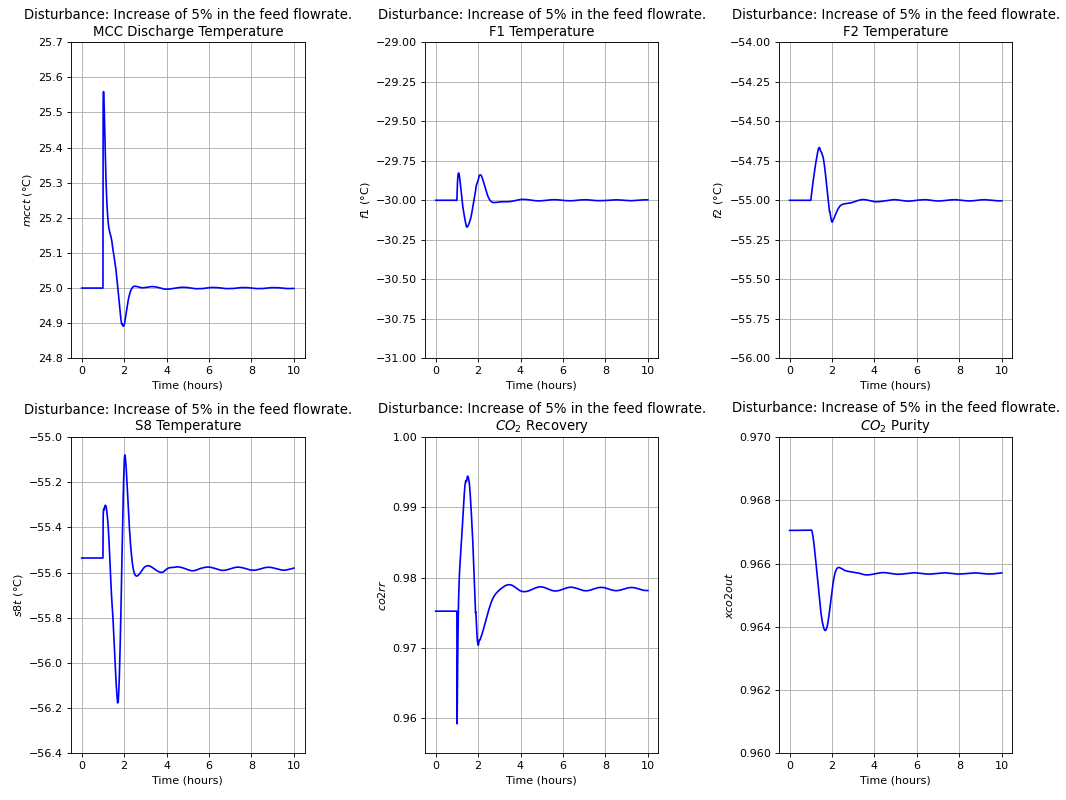 Disturbance: Increase of 5% in the feed flowrate.
MCC Discharge Temperature
25.7
25.6
25.5
25.4
25.3
25.2
25.1
25.0
24.9
24.8
mcct (°C)
0 2 4 6 8 10
Time (hours)
Disturbance: Increase of 5% in the feed flowrate.
F1 Temperature
−29.00
−29.25
−29.50
−29.75
−30.00
−30.25
−30.50
−30.75
−31.00
f1 (°C)
0 2 4 6 8 10
Time (hours)
Disturbance: Increase of 5% in the feed flowrate.
F2 Temperature
−54.00
−54.25
−54.50
−54.75
−55.00
−55.25
−55.50
−55.75
−56.00
f2 (°C)
0 2 4 6 8 10
Time (hours)
Disturbance: Increase of 5% in the feed flowrate.
S8 Temperature
−55.0
−55.2
−55.4
−55.6
−55.8
−56.0
−56.2
−56.4
s8t (°C)
0 2 4 6 8 10
Time (hours)
Disturbance: Increase of 5% in the feed flowrate.
CO₂ Recovery
1.00
0.99
0.98
0.97
0.96
co2rr
0 2 4 6 8 10
Time (hours)
Disturbance: Increase of 5% in the feed flowrate.
CO₂ Purity
0.970
0.968
0.966
0.964
0.962
0.960
xco2out
0 2 4 6 8 10
Time (hours)